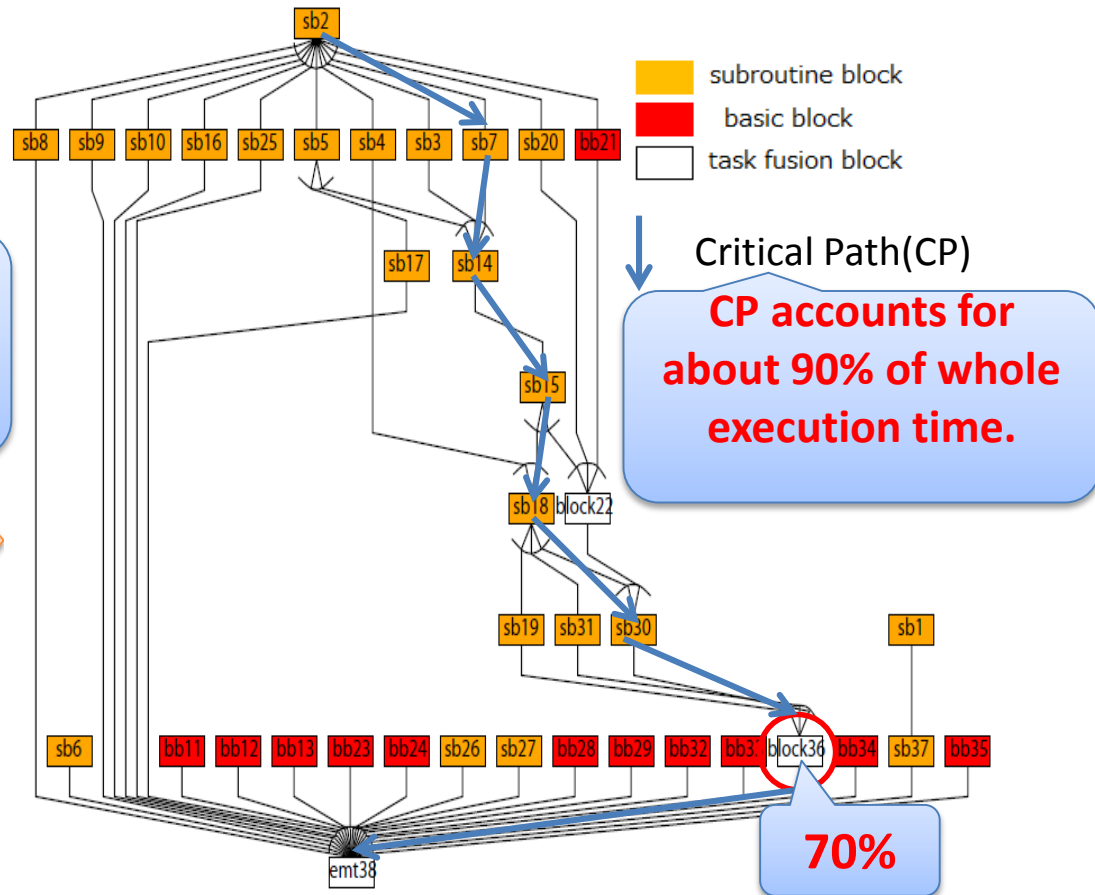 sb2
subroutine block
basic block
task fusion block
sb8 sb9 sb10 sb16 sb25 sb5 sb4 sb3 sb7 sb20 bb21
Critical Path(CP)
CP accounts for
about 90% of whole
execution time.
sb17 sb14
sb15
sb18 block22
sb19 sb31 sb30 sb1
sb6 bb11 bb12 bb13 bb23 bb24 sb26 sb27 bb28 bb29 bb32 block36 bb34 sb37 bb35
70%
emt38